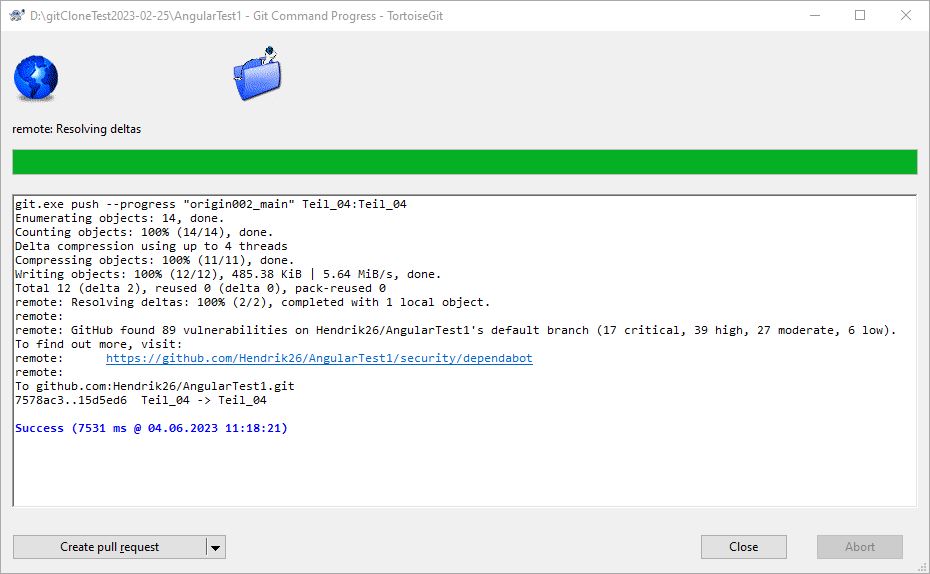 D:\gitCloneTest2023-02-25\AngularTest1 - Git Command Progress - TortoiseGit
remote: Resolving deltas
git.exe push --progress "origin002_main" Teil_04:Teil_04
Enumerating objects: 14, done.
Counting objects: 100% (14/14), done.
Delta compression using up to 4 threads
Compressing objects: 100% (11/11), done.
Writing objects: 100% (12/12), 485.38 KiB | 5.64 MiB/s, done.
Total 12 (delta 2), reused 0 (delta 0), pack-reused 0
remote: Resolving deltas: 100% (2/2), completed with 1 local object.
remote:
remote: GitHub found 89 vulnerabilities on Hendrik26/AngularTest1's default branch (17 critical, 39 high, 27 moderate, 6 low).
To find out more, visit:
remote:      https://github.com/Hendrik26/AngularTest1/security/dependabot
remote:
To github.com:Hendrik26/AngularTest1.git
7578ac3..15d5ed6  Teil_04 -> Teil_04
Success (7531 ms @ 04.06.2023 11:18:21)
Create pull request
Close
Abort